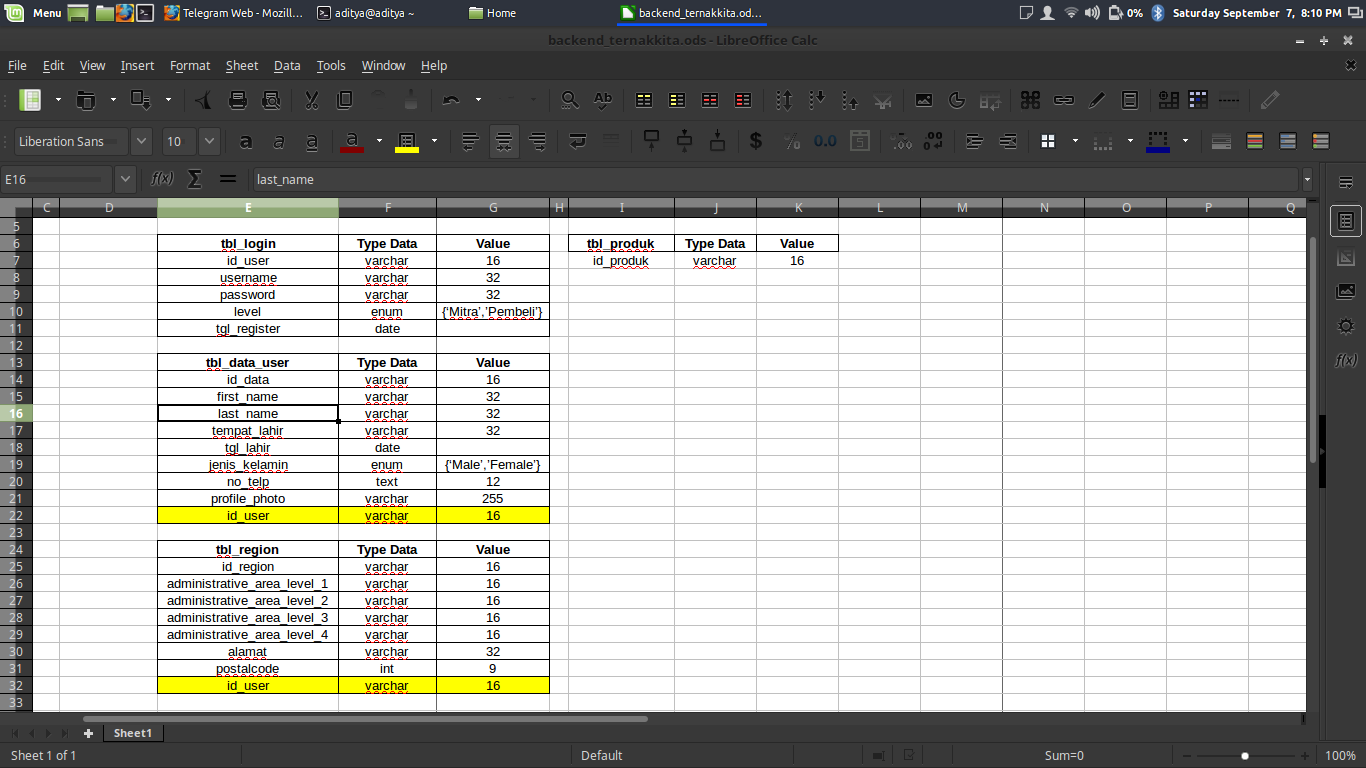 Menu Telegram Web - Mozill... aditya@aditya ~ Home backend_ternakkita.od... 0% Saturday September 7, 8:10 PM
backend_ternakkita.ods - LibreOffice Calc
File Edit View Insert Format Sheet Data Tools Window Help
Liberation Sans 10 a a a a $ % 0.0
E16 f(x) Σ = last_name
C D E F G H I J K L M N O P Q
5
6 tbl_login Type Data Value tbl_produk Type Data Value
7 id_user varchar 16 id_produk varchar 16
8 username varchar 32
9 password varchar 32
10 level enum {‘Mitra’,’Pembeli’}
11 tgl_register date
12
13 tbl_data_user Type Data Value
14 id_data varchar 16
15 first_name varchar 32
16 last_name varchar 32
17 tempat_lahir varchar 32
18 tgl_lahir date
19 jenis_kelamin enum {‘Male’,’Female’}
20 no_telp text 12
21 profile_photo varchar 255
22 id_user varchar 16
23
24 tbl_region Type Data Value
25 id_region varchar 16
26 administrative_area_level_1 varchar 16
27 administrative_area_level_2 varchar 16
28 administrative_area_level_3 varchar 16
29 administrative_area_level_4 varchar 16
30 alamat varchar 32
31 postalcode int 9
32 id_user varchar 16
33
Sheet1
Sheet 1 of 1 Default Sum=0 100%